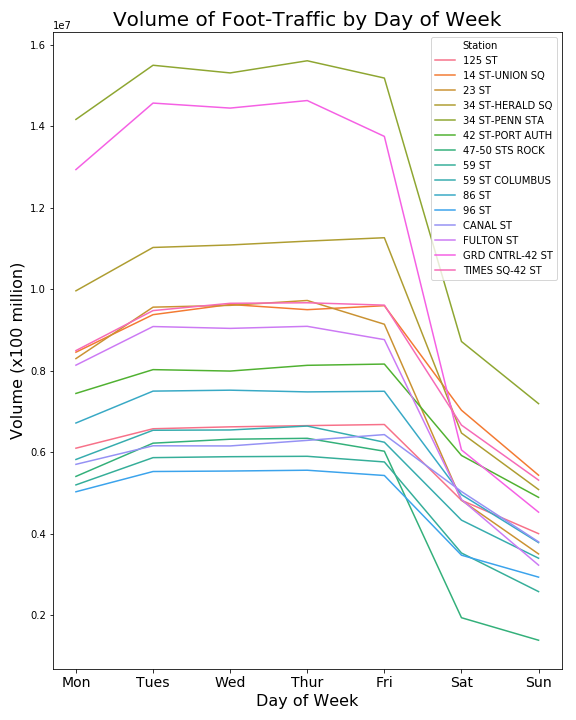 Volume of Foot-Traffic by Day of Week
1e7
Station
125 ST
14 ST-UNION SQ
23 ST
34 ST-HERALD SQ
34 ST-PENN STA
42 ST-PORT AUTH
47-50 STS ROCK
59 ST
59 ST COLUMBUS
86 ST
96 ST
CANAL ST
FULTON ST
GRD CNTRL-42 ST
TIMES SQ-42 ST
1.6
1.4
1.2
1.0
0.8
0.6
0.4
0.2
Volume (x100 million)
Mon Tues Wed Thur Fri Sat Sun
Day of Week